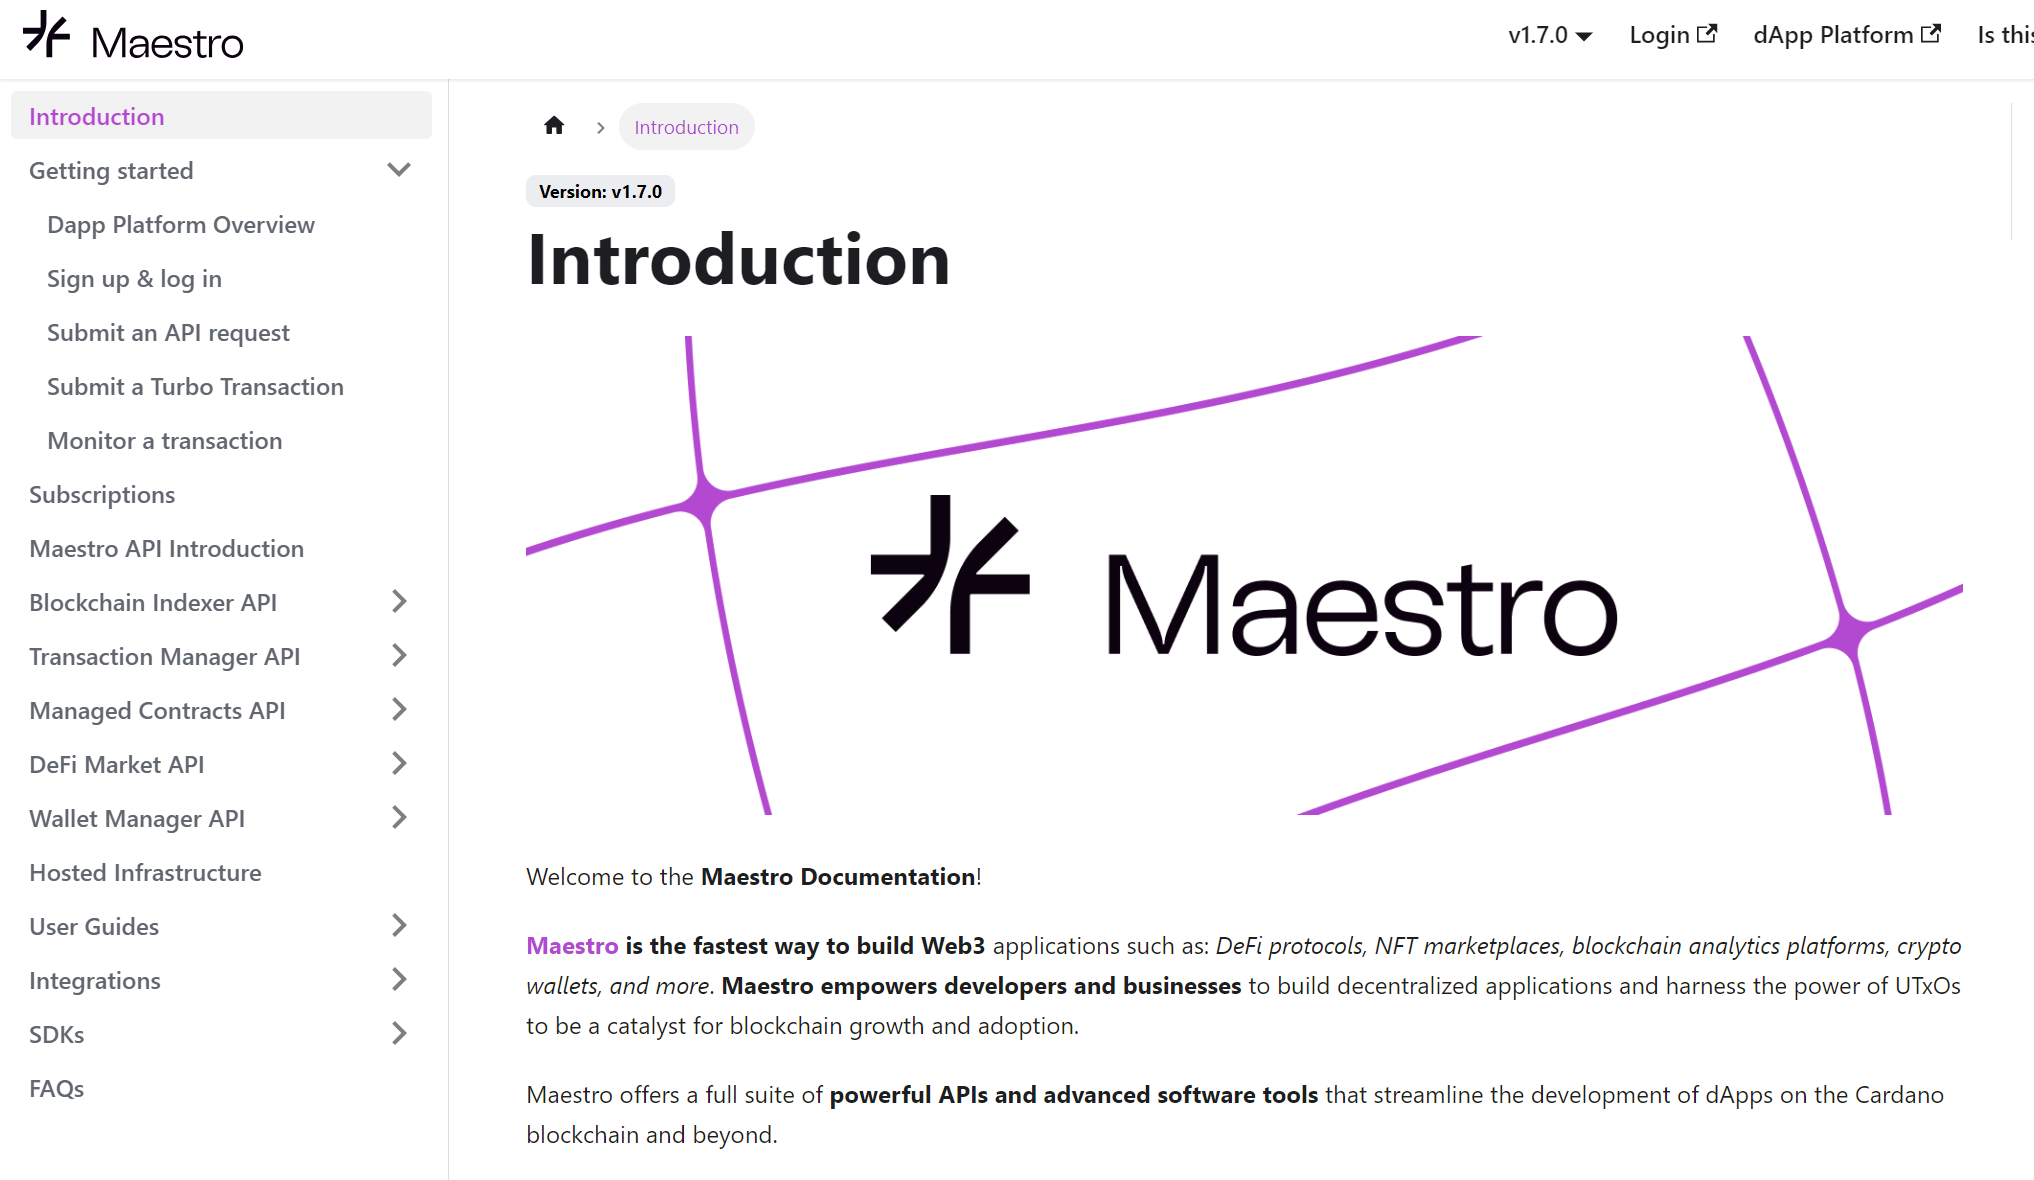 Maestro
v1.7.0
Login
dApp Platform
Is this
Introduction
Getting started
Dapp Platform Overview
Sign up & log in
Submit an API request
Submit a Turbo Transaction
Monitor a transaction
Subscriptions
Maestro API Introduction
Blockchain Indexer API
Transaction Manager API
Managed Contracts API
DeFi Market API
Wallet Manager API
Hosted Infrastructure
User Guides
Integrations
SDKs
FAQs
Introduction
Version: v1.7.0
Introduction
Maestro
Welcome to the Maestro Documentation!
Maestro is the fastest way to build Web3 applications such as: DeFi protocols, NFT marketplaces, blockchain analytics platforms, crypto
wallets, and more. Maestro empowers developers and businesses to build decentralized applications and harness the power of UTxOs
to be a catalyst for blockchain growth and adoption.
Maestro offers a full suite of powerful APIs and advanced software tools that streamline the development of dApps on the Cardano
blockchain and beyond.